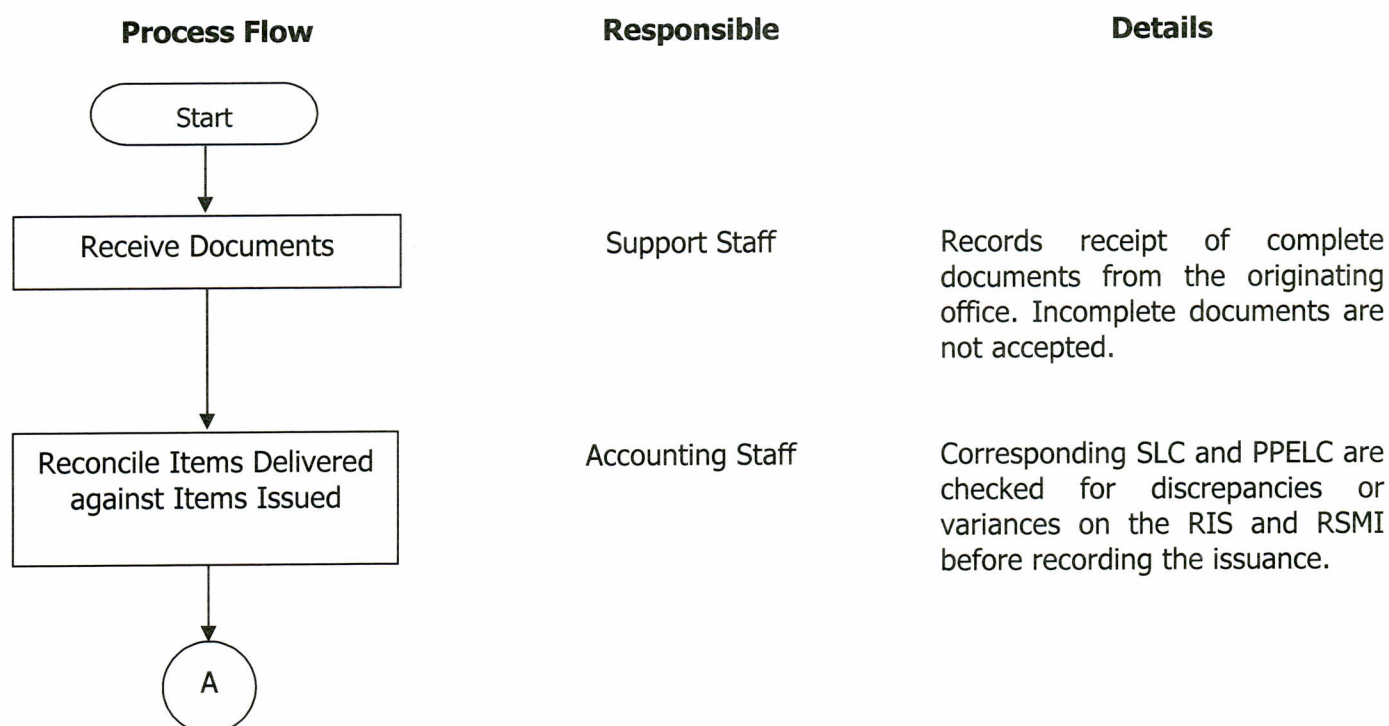 Process Flow
Responsible
Details
Start
Receive Documents
Support Staff
Records receipt of complete
documents from the originating
office. Incomplete documents are
not accepted.
Reconcile Items Delivered
against Items Issued
Accounting Staff
Corresponding SLC and PPELC are
checked for discrepancies or
variances on the RIS and RSMI
before recording the issuance.
A